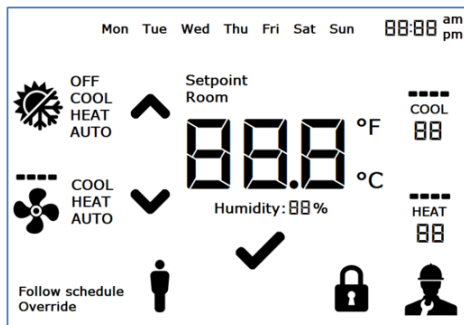 Mon Tue Wed Thu Fri Sat Sun 88:88 am
pm
OFF
COOL
HEAT
AUTO
Setpoint
Room
88.8 °F
°C
COOL
88
COOL
HEAT
AUTO
Humidity: 88 %
HEAT
88
Follow schedule
Override